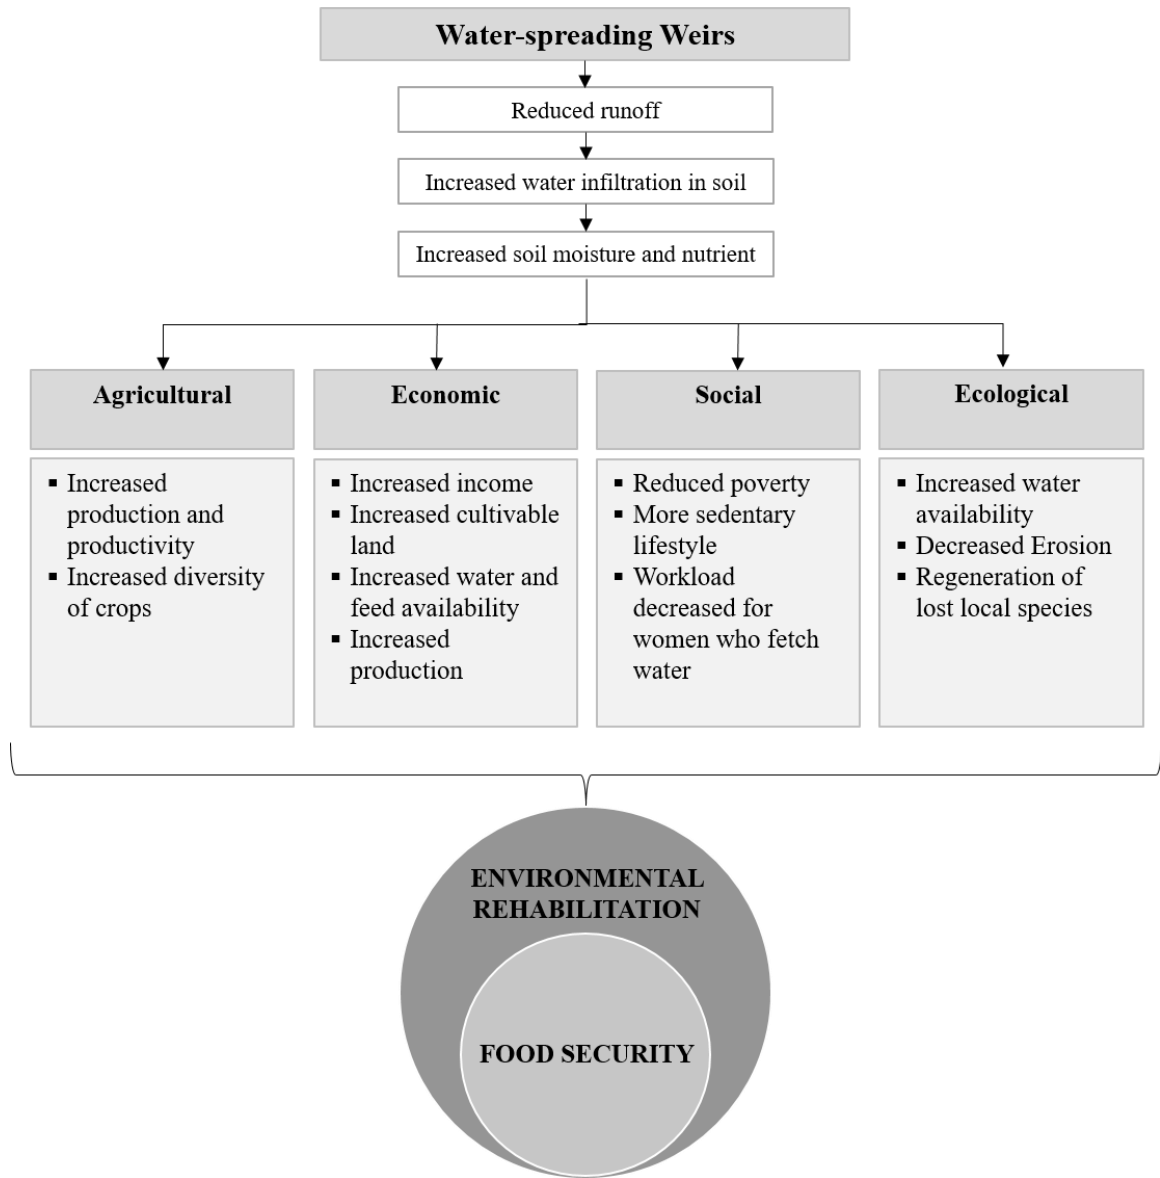 Water-spreading Weirs
Reduced runoff
Increased water infiltration in soil
Increased soil moisture and nutrient
Agricultural
▪ Increased
production and
productivity
▪ Increased diversity
of crops
Economic
▪ Increased income
▪ Increased cultivable
land
▪ Increased water and
feed availability
▪ Increased
production
Social
▪ Reduced poverty
▪ More sedentary
lifestyle
▪ Workload
decreased for
women who fetch
water
Ecological
▪ Increased water
availability
▪ Decreased Erosion
▪ Regeneration of
lost local species
ENVIRONMENTAL
REHABILITATION
FOOD SECURITY